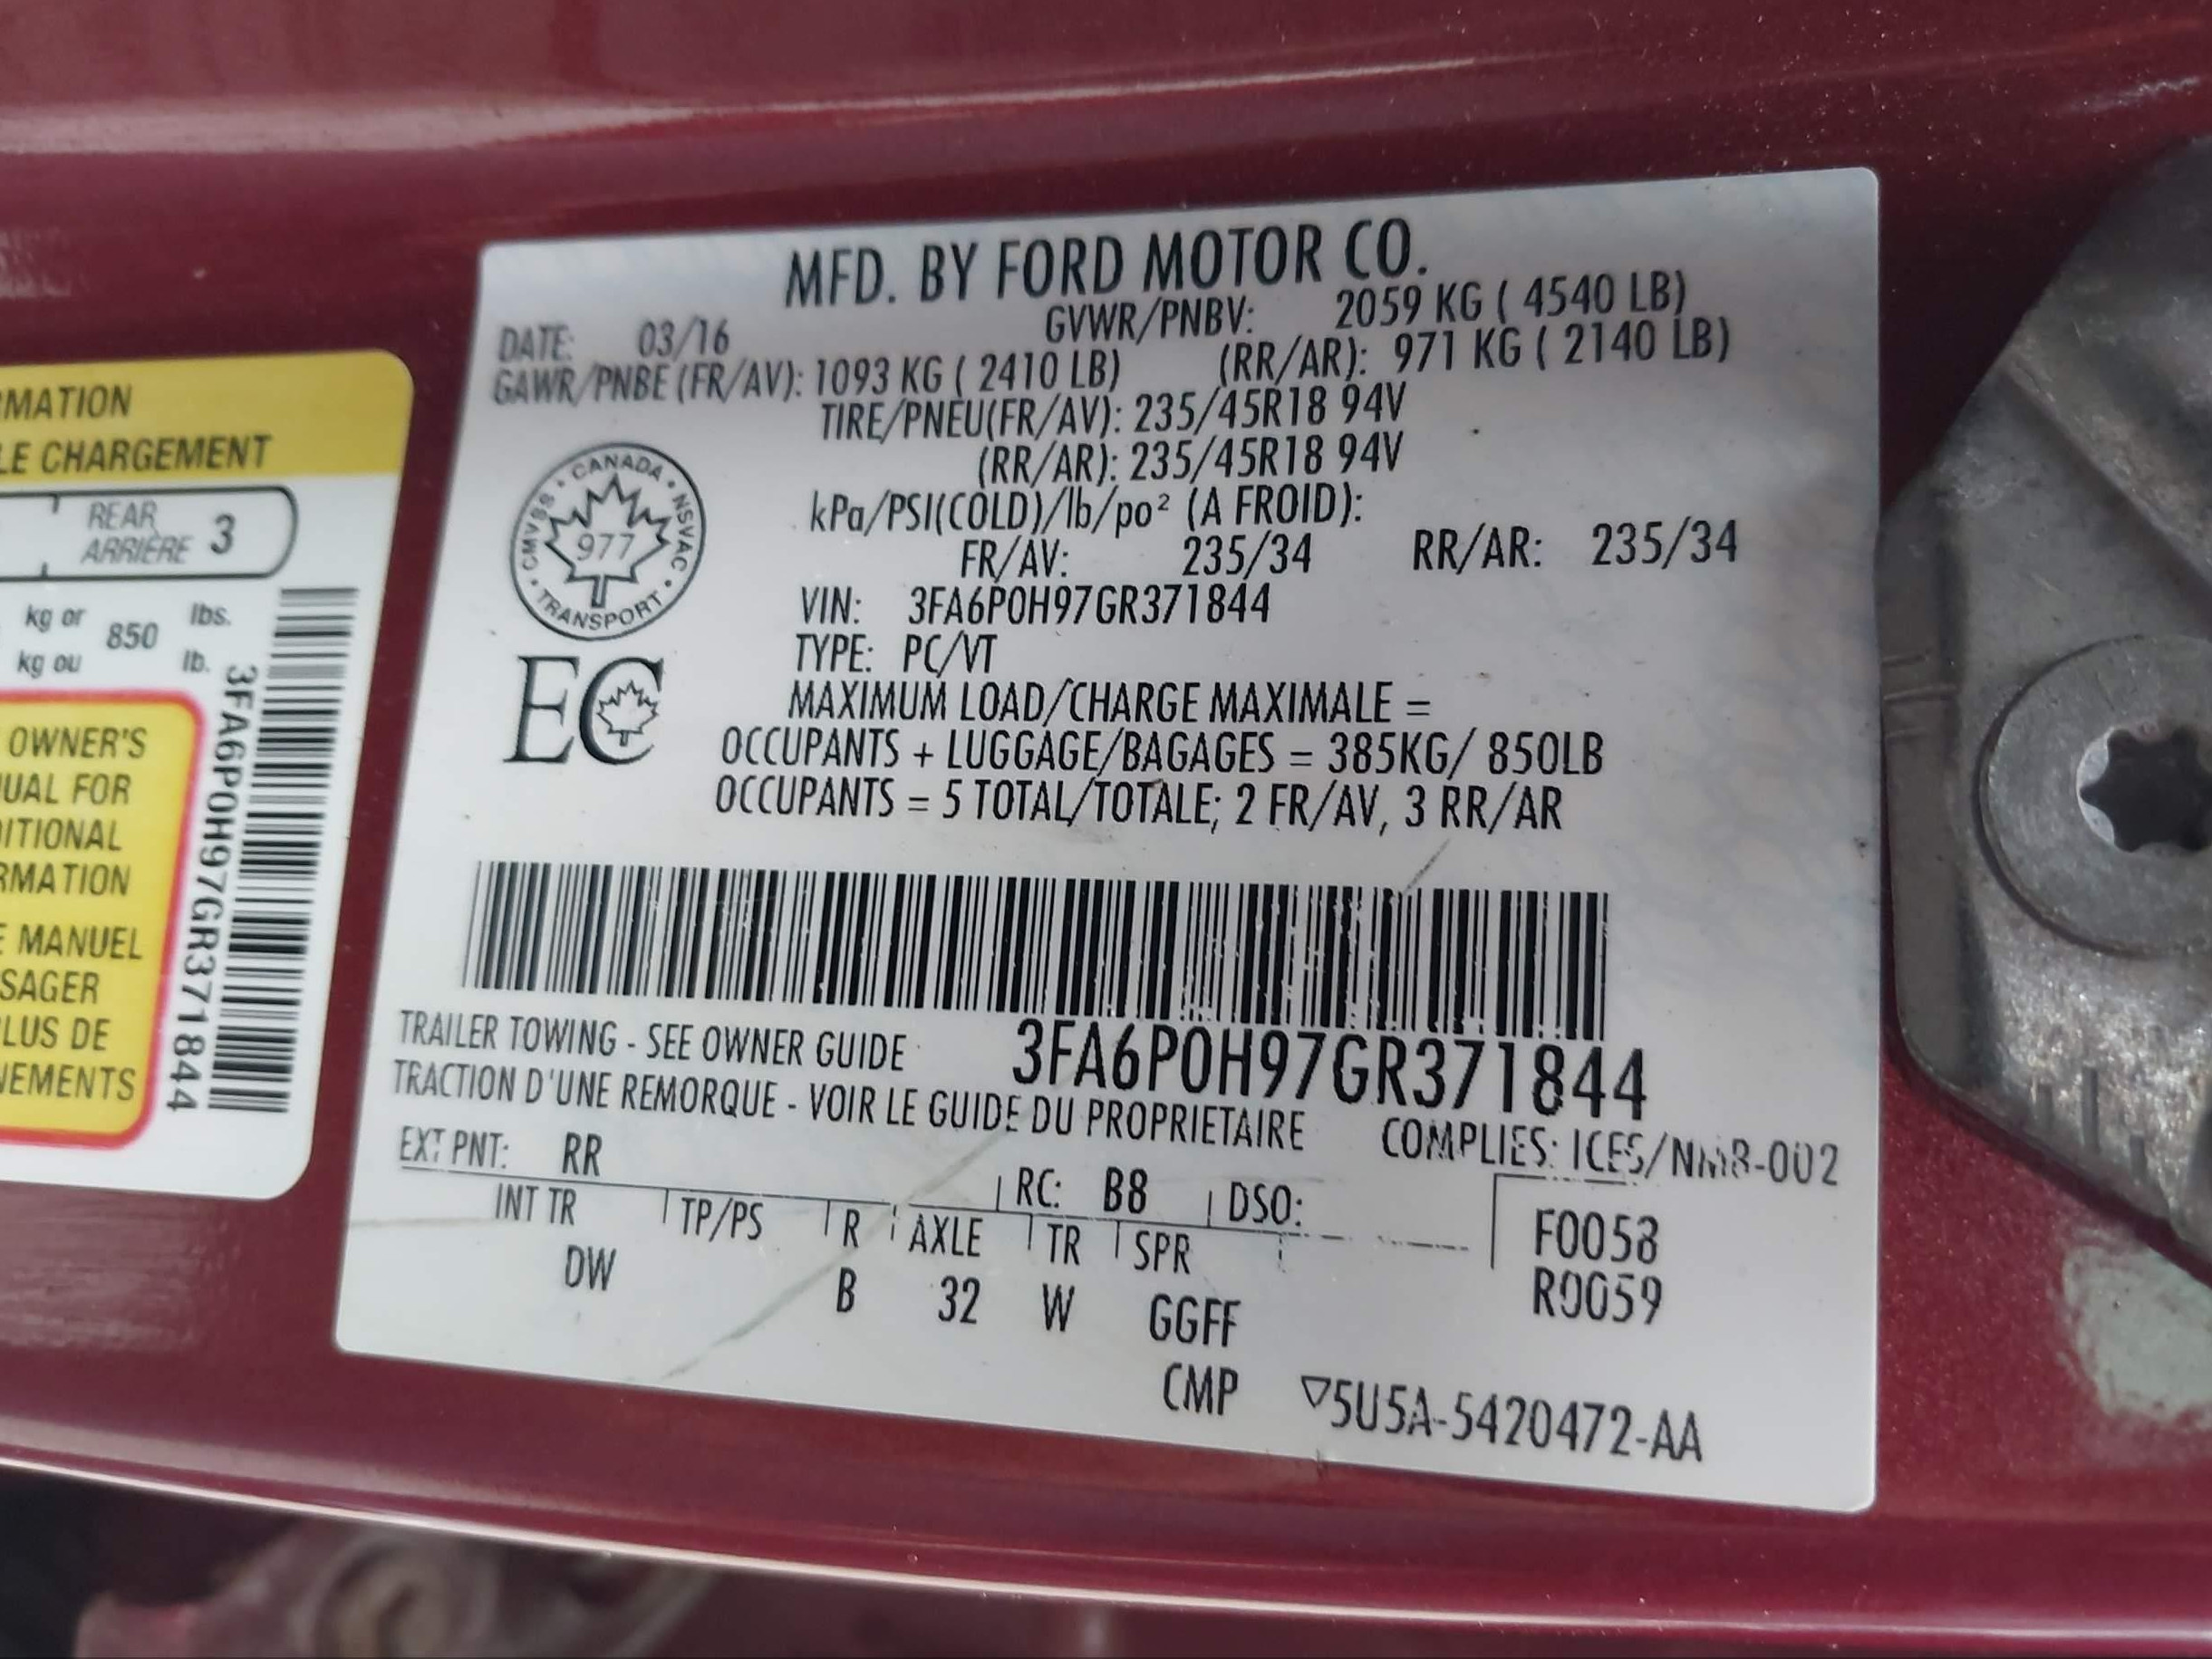 RMATION
LE CHARGEMENT
REAR
ARRIÈRE 3
kg or 850 lbs.
kg ou lb.
3FA6P0H97GR371844
OWNER'S
UAL FOR
ITIONAL
RMATION
E MANUEL
SAGER
LUS DE
NEMENTS
MFD. BY FORD MOTOR CO.
DATE: 03/16 GVWR/PNBV: 2059 KG ( 4540 LB)
GAWR/PNBE (FR/AV): 1093 KG ( 2410 LB) (RR/AR): 971 KG ( 2140 LB)
TIRE/PNEU(FR/AV): 235/45R18 94V
(RR/AR): 235/45R18 94V
kPa/PSI(COLD)/lb/po² (A FROID):
FR/AV: 235/34 RR/AR: 235/34
CANADA • NSVAC • TRANSPORT • CMVSS •
977
EC
VIN: 3FA6P0H97GR371844
TYPE: PC/VT
MAXIMUM LOAD/CHARGE MAXIMALE =
OCCUPANTS + LUGGAGE/BAGAGES = 385KG/ 850LB
OCCUPANTS = 5 TOTAL/TOTALE; 2 FR/AV, 3 RR/AR
3FA6P0H97GR371844
TRAILER TOWING - SEE OWNER GUIDE
TRACTION D'UNE REMORQUE - VOIR LE GUIDE DU PROPRIETAIRE
COMPLIES: ICES/NMB-002
EXT PNT: RR RC: B8 DSO:
F0058
R0059
INT TR TP/PS R AXLE TR SPR
DW B 32 W GGFF
CMP ▽5U5A-5420472-AA